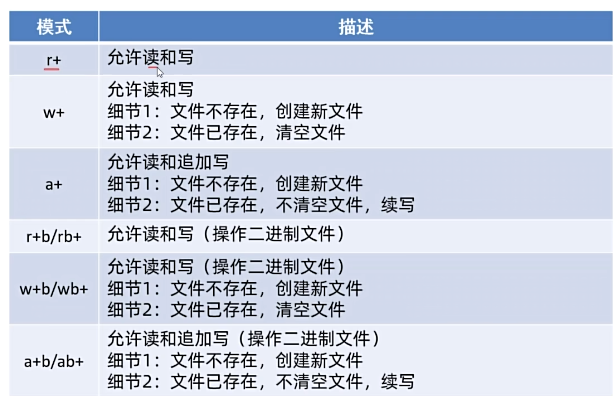 模式 描述
r+ 允许读和写
允许读和写
w+ 细节1：文件不存在，创建新文件
细节2：文件已存在，清空文件
允许读和追加写
a+ 细节1：文件不存在，创建新文件
细节2：文件已存在，不清空文件，续写
r+b/rb+ 允许读和写（操作二进制文件）
允许读和写（操作二进制文件）
w+b/wb+ 细节1：文件不存在，创建新文件
细节2：文件已存在，清空文件
允许读和追加写（操作二进制文件）
a+b/ab+ 细节1：文件不存在，创建新文件
细节2：文件已存在，不清空文件，续写